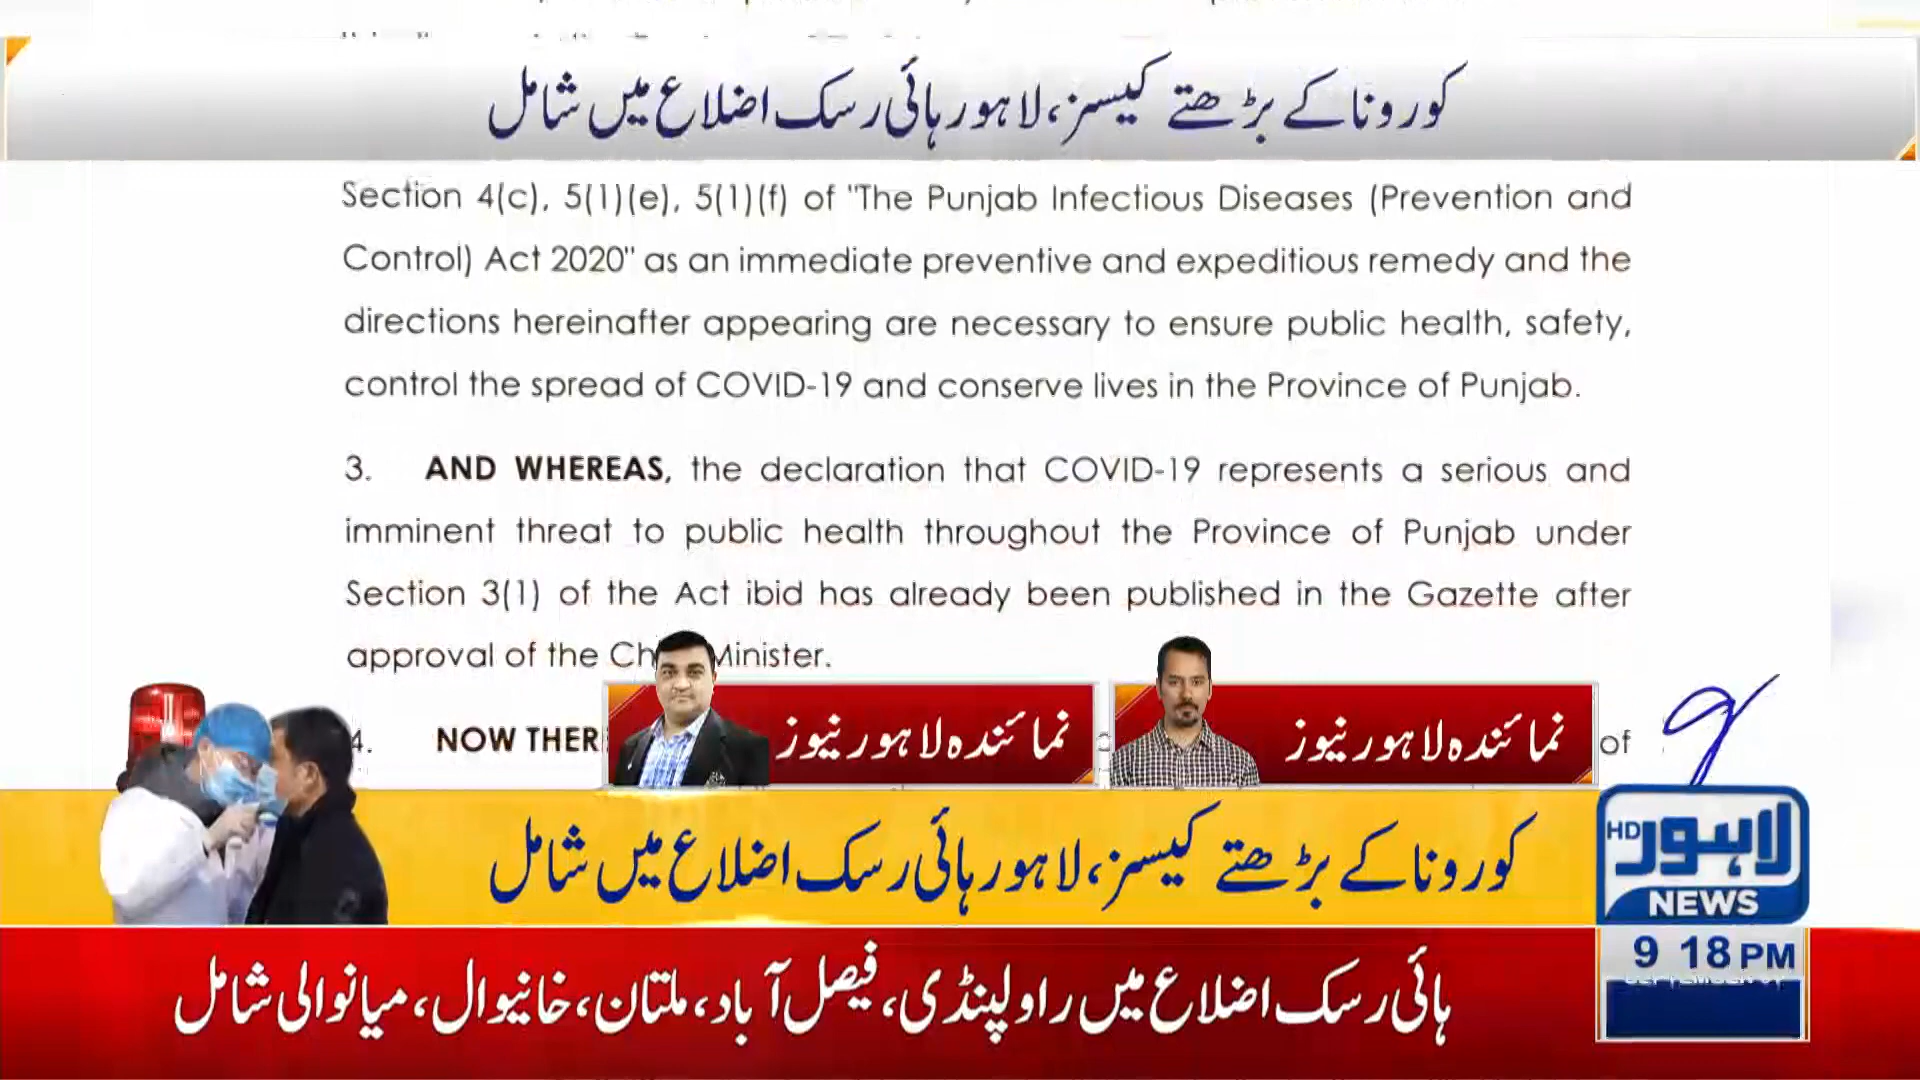 کورونا کے بڑھتے کیسز، لاہور ہائی رسک اضلاع میں شامل
Section 4(c), 5(1)(e), 5(1)(f) of "The Punjab Infectious Diseases (Prevention and
Control) Act 2020" as an immediate preventive and expeditious remedy and the
directions hereinafter appearing are necessary to ensure public health, safety,
control the spread of COVID-19 and conserve lives in the Province of Punjab.
3. AND WHEREAS, the declaration that COVID-19 represents a serious and
imminent threat to public health throughout the Province of Punjab under
Section 3(1) of the Act ibid has already been published in the Gazette after
approval of the Ch Minister.
4. NOW THER of
نمائندہ لاہور نیوز
نمائندہ لاہور نیوز
کورونا کے بڑھتے کیسز، لاہور ہائی رسک اضلاع میں شامل
HD لاہور
NEWS
9 18 PM
ہائی رسک اضلاع میں راولپنڈی، فیصل آباد، ملتان، خانیوال، میانوالی شامل